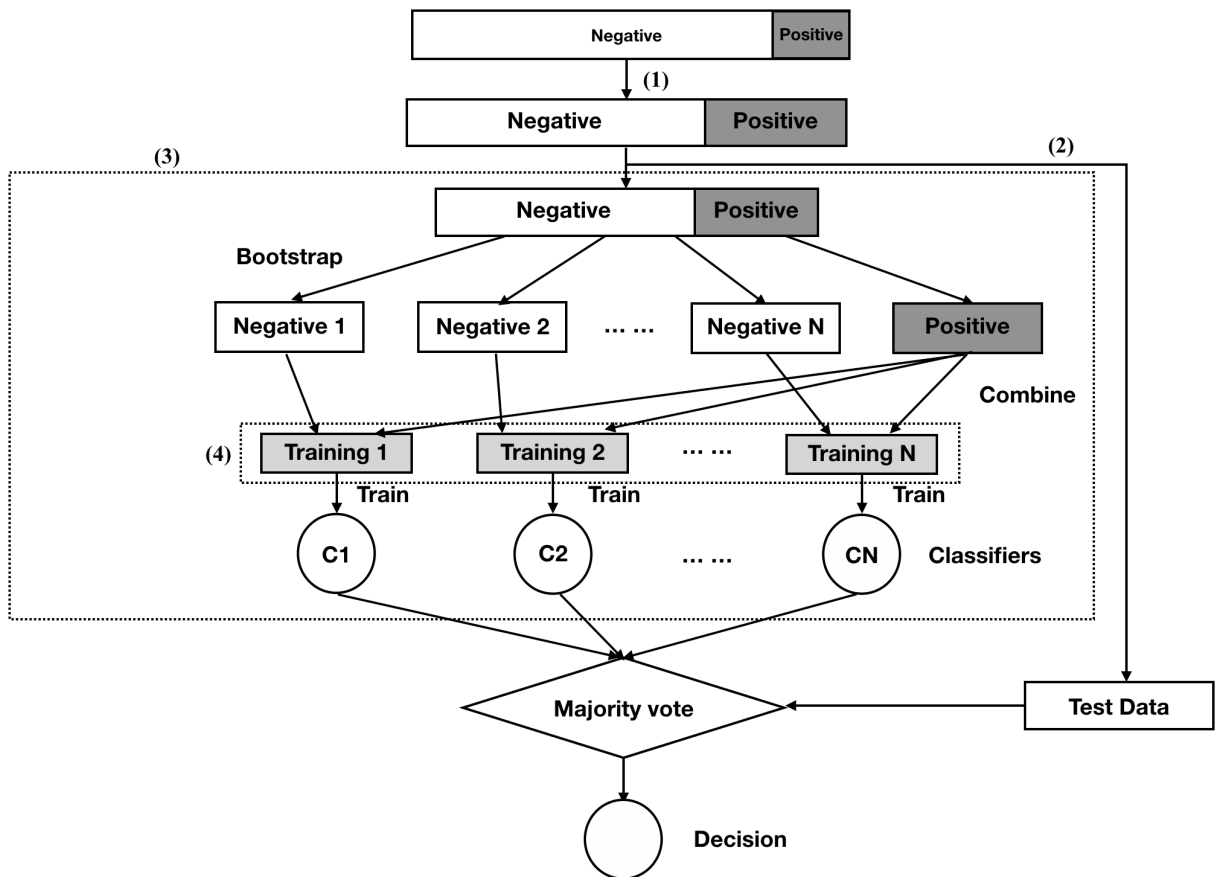 Negative Positive
(1)
Negative Positive
(2)
(3)
Negative Positive
Bootstrap
Negative 1 Negative 2 ... ... Negative N Positive
Combine
(4) Training 1 Training 2 ... ... Training N
Train Train Train
C1 C2 ... ... CN Classifiers
Majority vote Test Data
Decision